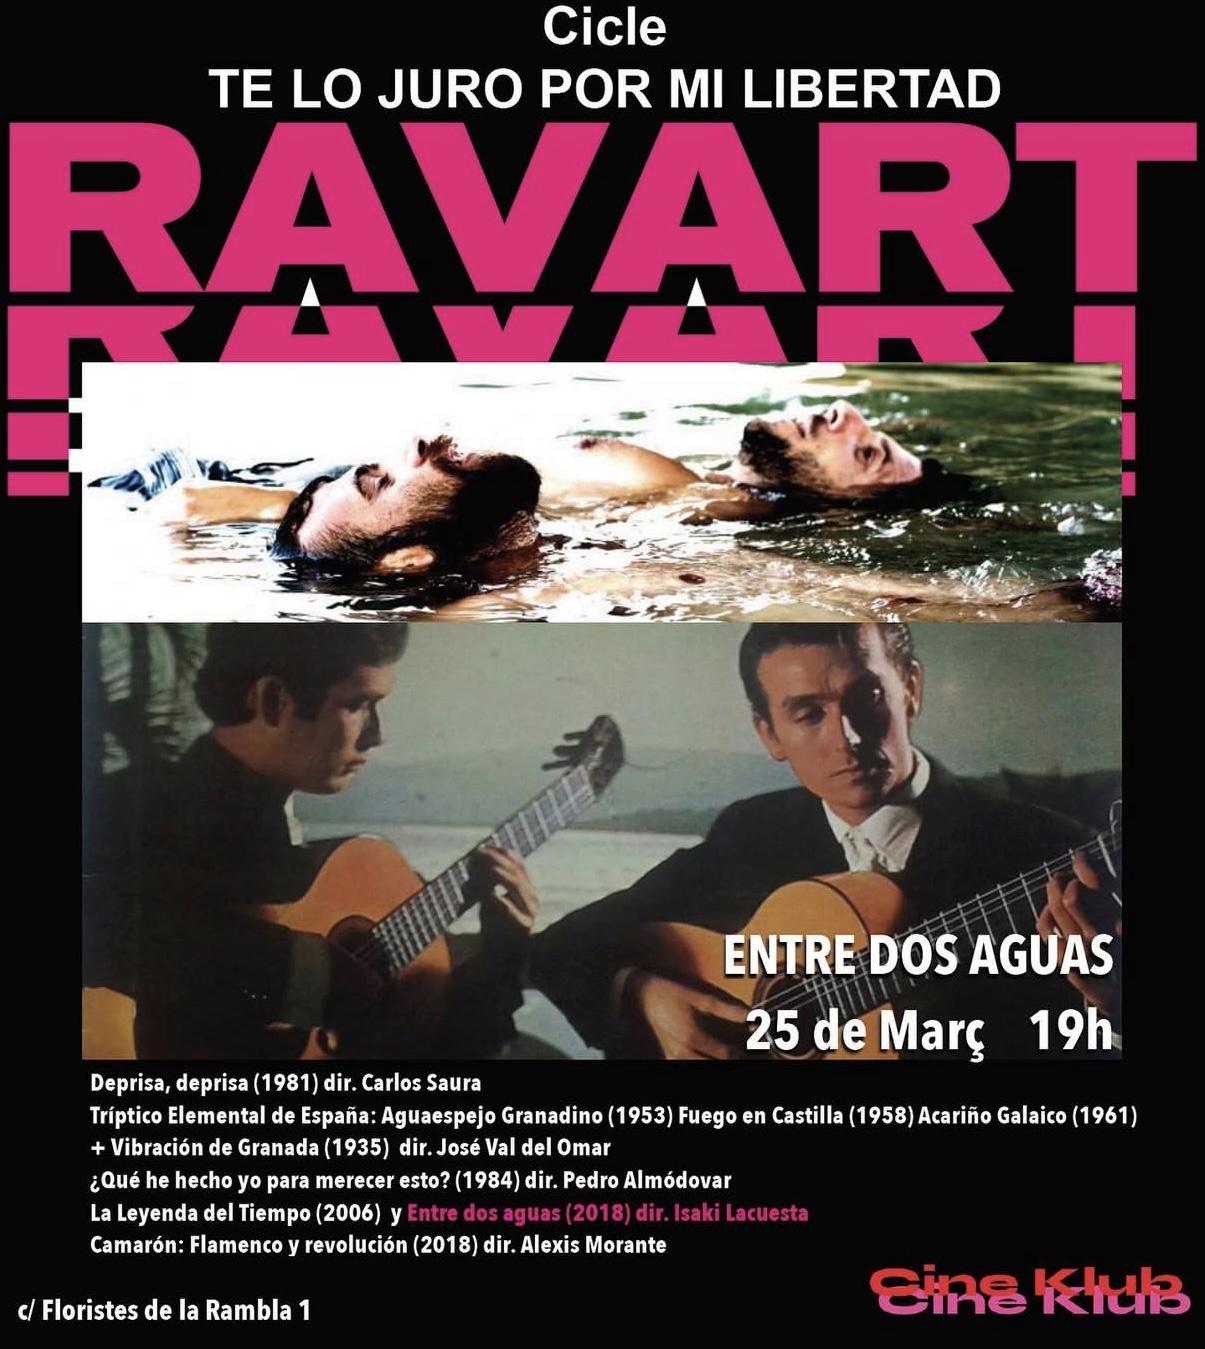 Cicle
TE LO JURO POR MI LIBERTAD
RAVART
RAVART
ENTRE DOS AGUAS
25 de Març 19h
Deprisa, deprisa (1981) dir. Carlos Saura
Tríptico Elemental de España: Aguaespejo Granadino (1953) Fuego en Castilla (1958) Acariño Galaico (1961)
+ Vibración de Granada (1935) dir. José Val del Omar
¿Qué he hecho yo para merecer esto? (1984) dir. Pedro Almódovar
La Leyenda del Tiempo (2006) y Entre dos aguas (2018) dir. Isaki Lacuesta
Camarón: Flamenco y revolución (2018) dir. Alexis Morante
c/ Floristes de la Rambla 1
Cine Klub
Cine Klub